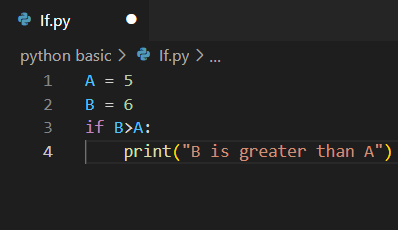 If.py
python basic > If.py > ...
1 A = 5
2 B = 6
3 if B>A:
4     print("B is greater than A")